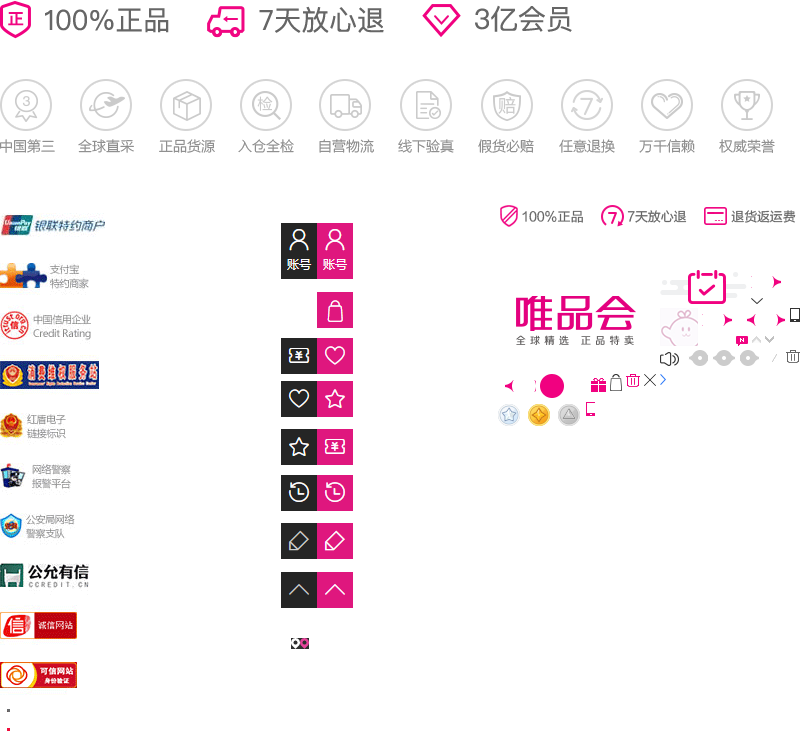 正 100%正品 7天放心退 3亿会员
3 检 赔 7
中国第三 全球直采 正品货源 入仓全检 自营物流 线下验真 假货必赔 任意退换 万千信赖 权威荣誉
100%正品 7 7天放心退 退货返运费
UnionPay 银联 银联特约商户
账号 账号
支付宝
特约商家
唯品会
全球精选 正品特卖
信 中国信用企业
Credit Rating
消费维权服务站
红盾电子
链接标识
网络警察
报警平台
公安局网络
警察支队
公允有信
CCREDIT.CN
信 诚信网站
可信网站
身份验证